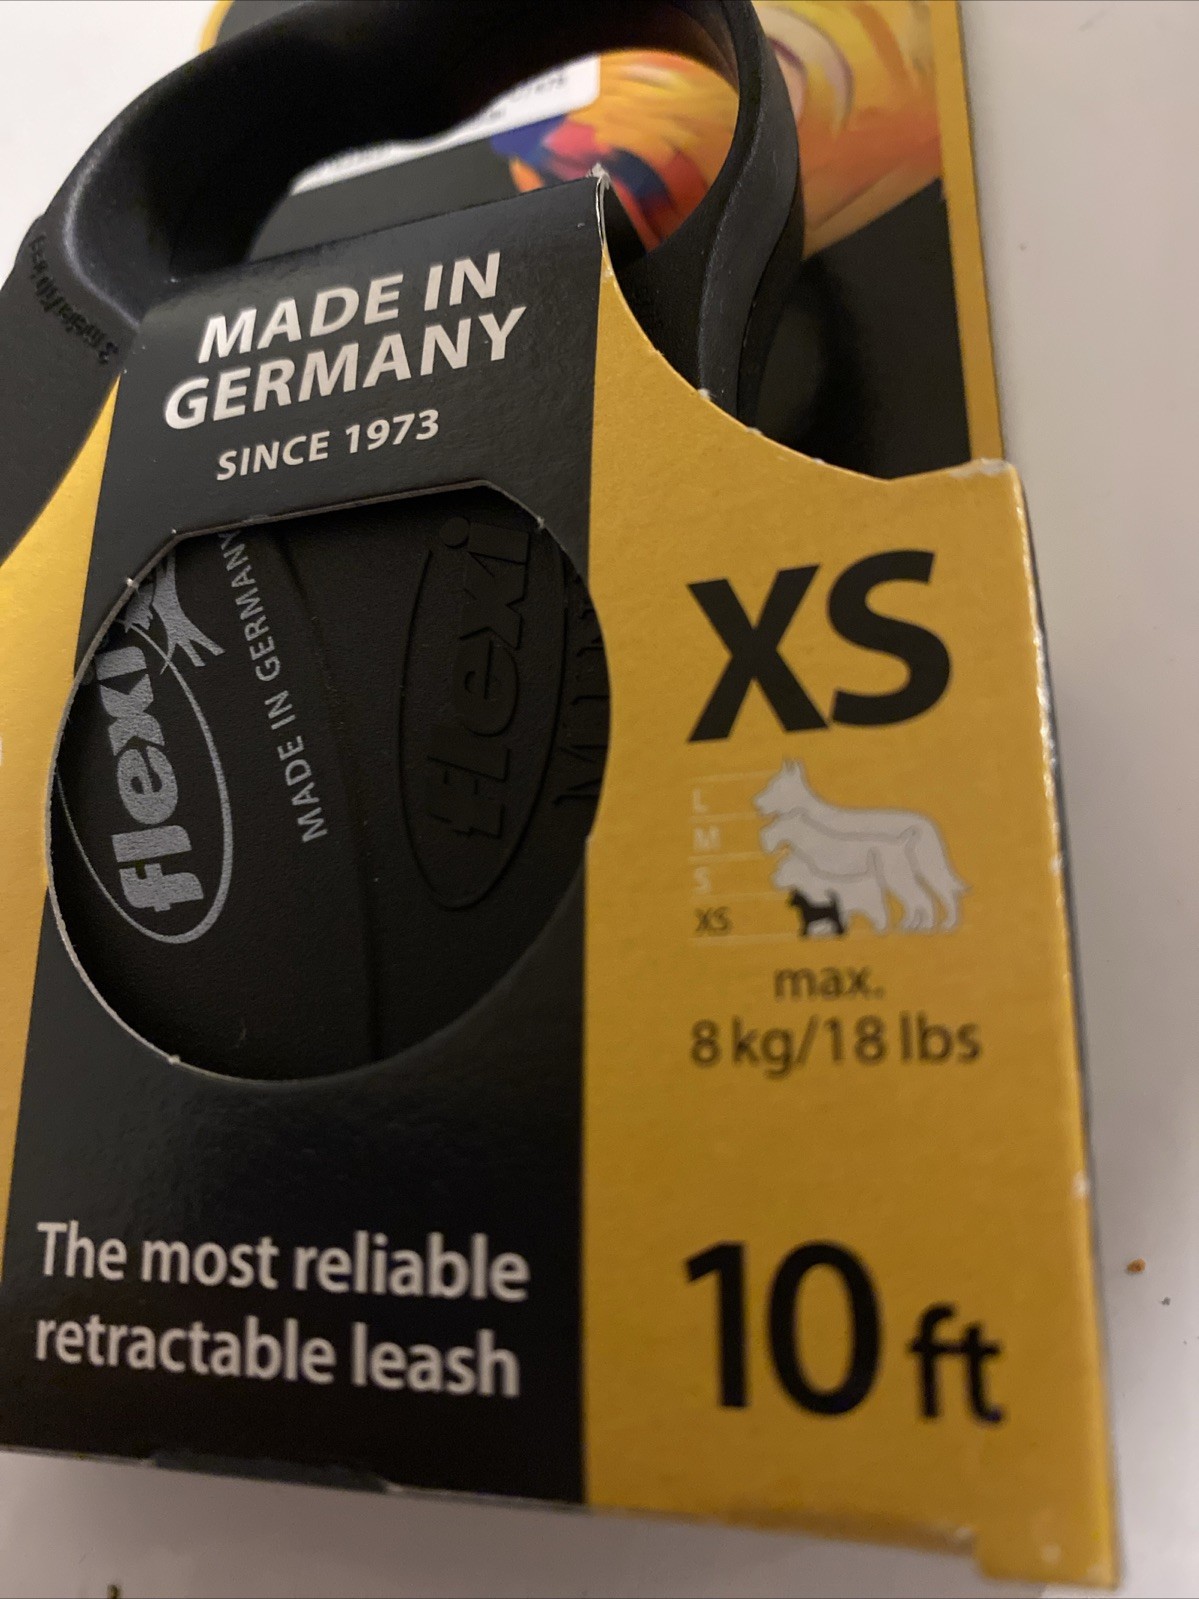 MADE IN
GERMANY
SINCE 1973
flexi
MADE IN GERMANY
flexi
XS
L
M
S
XS
max.
8 kg/18 lbs
The most reliable
retractable leash
10 ft